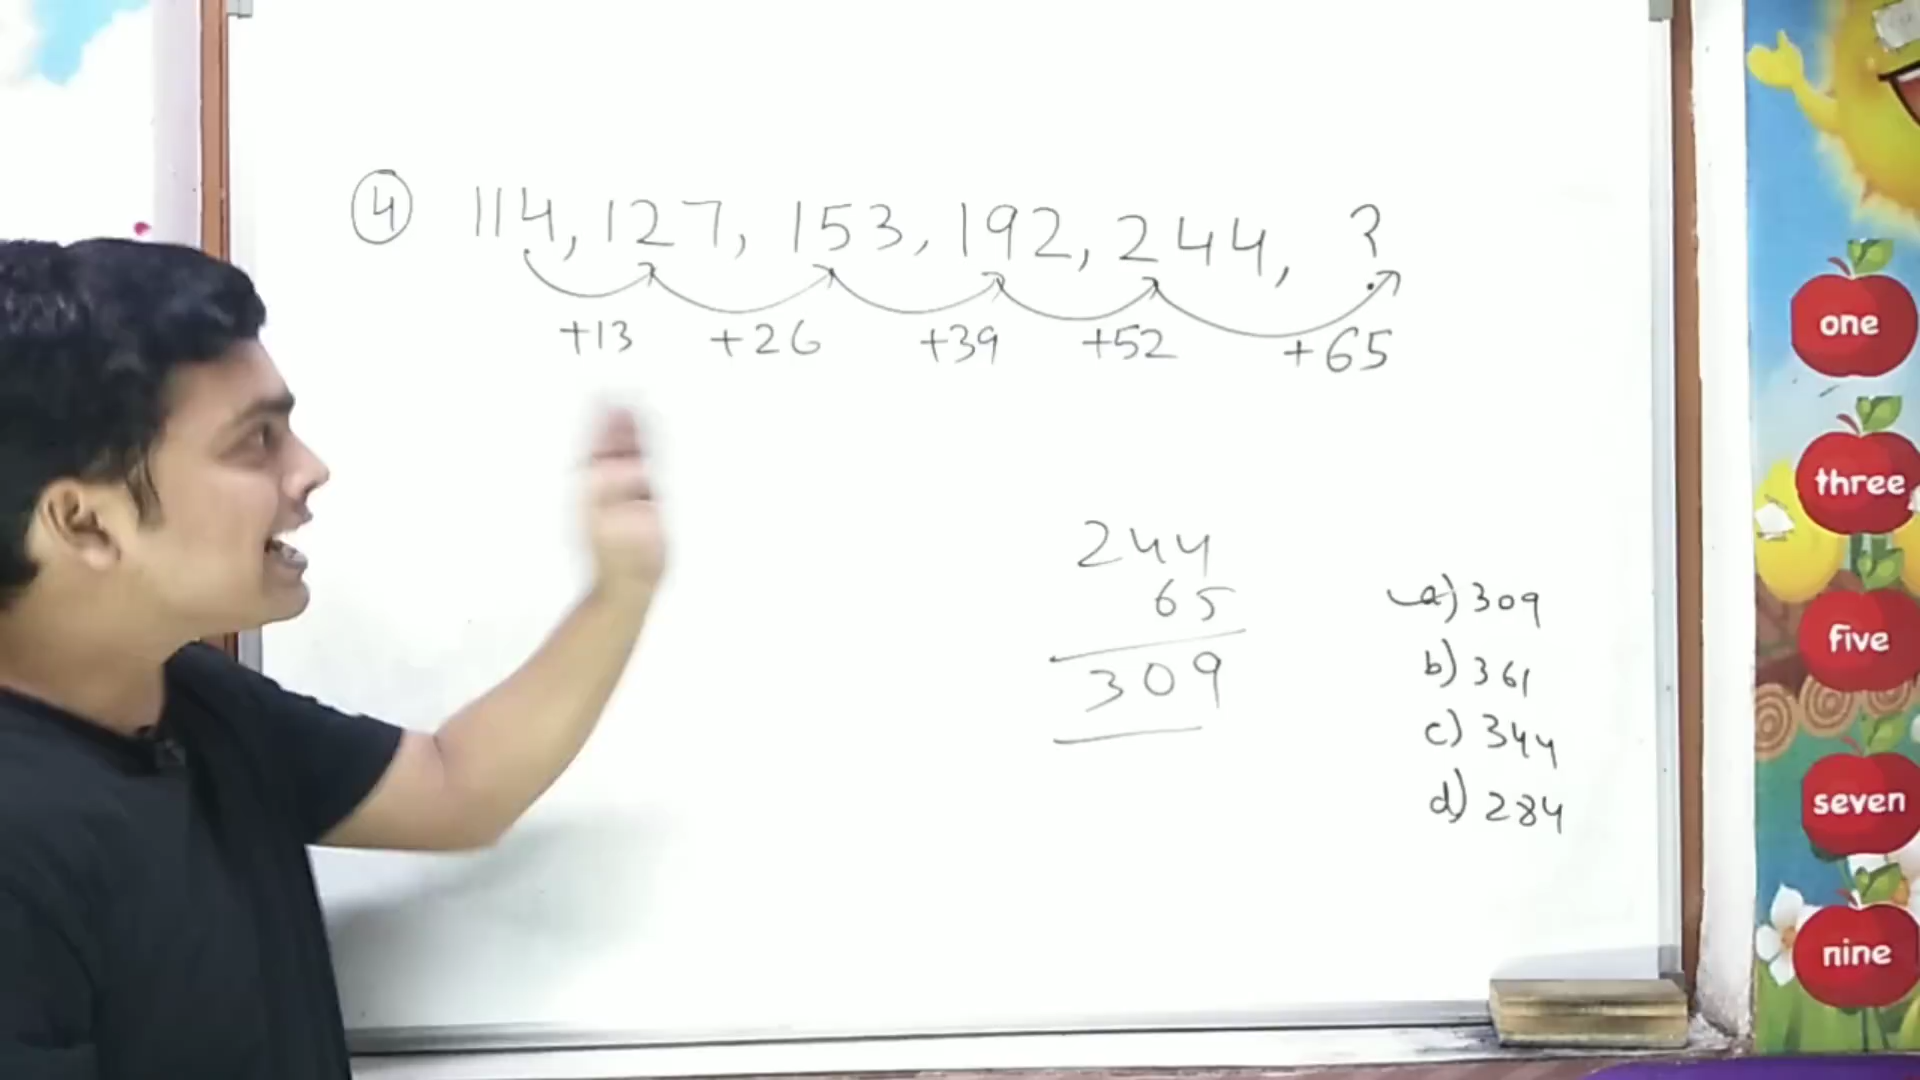 4 114, 127, 153, 192, 244, ?
+13 +26 +39 +52 +65
244
65
309
a) 309
b) 361
c) 344
d) 284
one
three
five
seven
nine